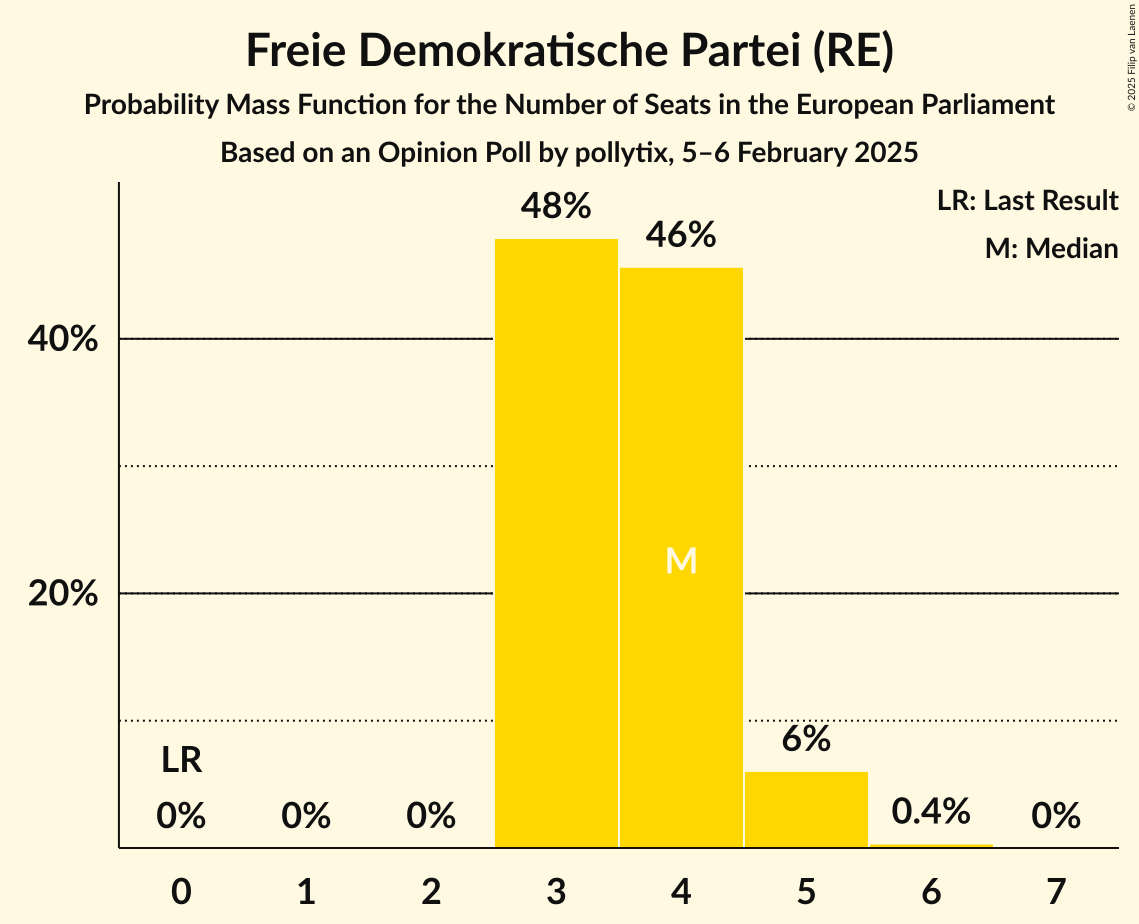 Freie Demokratische Partei (RE)
Probability Mass Function for the Number of Seats in the European Parliament
Based on an Opinion Poll by pollytix, 5–6 February 2025
© 2025 Filip van Laenen
LR: Last Result
M: Median
48%
46%
40%
M
20%
6%
LR
0%
0%
0%
0.4%
0%
0
1
2
3
4
5
6
7